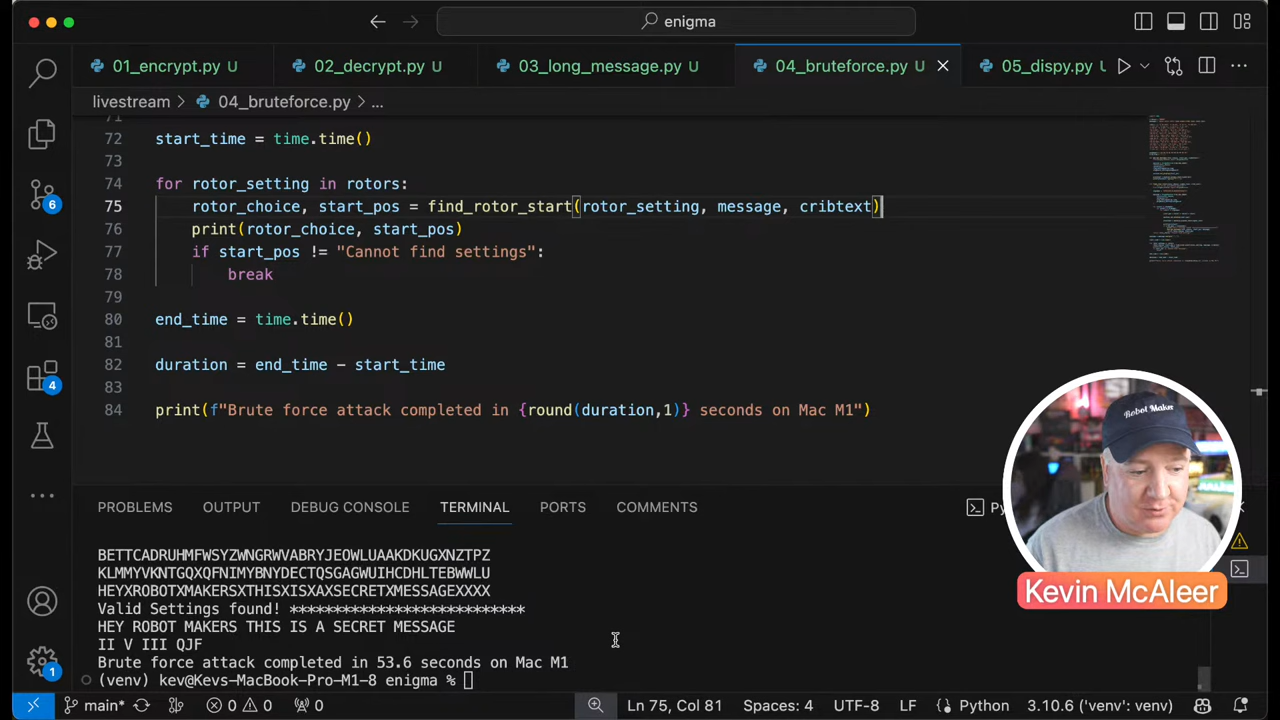 enigma
01_encrypt.py U
02_decrypt.py U
03_long_message.py U
04_bruteforce.py U
05_dispy.py
livestream > 04_bruteforce.py > ...
71
72 start_time = time.time()
73
74 for rotor_setting in rotors:
75 rotor_choice, start_pos = find_rotor_start(rotor_setting, message, cribtext)
76 print(rotor_choice, start_pos)
77 if start_pos != "Cannot find settings":
78 break
79
80 end_time = time.time()
81
82 duration = end_time - start_time
83
84 print(f"Brute force attack completed in {round(duration,1)} seconds on Mac M1")
6
4
1
Robot Maker
PROBLEMS OUTPUT DEBUG CONSOLE TERMINAL PORTS COMMENTS
BETTCADRUHMFWSYZWNGRWVABRYJEOWLUAAKDKUGXNZTPZ
KLMMYVKNTGQXQFNIMYBNYDECTQSGAGWUIHCDHLTEBWWLU
HEYXROBOTXMAKERSXTHISXISXAXSECRETXMESSAGEXXXX
Valid Settings found! **************************
HEY ROBOT MAKERS THIS IS A SECRET MESSAGE
II V III QJF
Brute force attack completed in 53.6 seconds on Mac M1
(venv) kev@Kevs-MacBook-Pro-M1-8 enigma %
Kevin McAleer
main* 0 0 0 Ln 75, Col 81 Spaces: 4 UTF-8 LF Python 3.10.6 ('venv': venv)